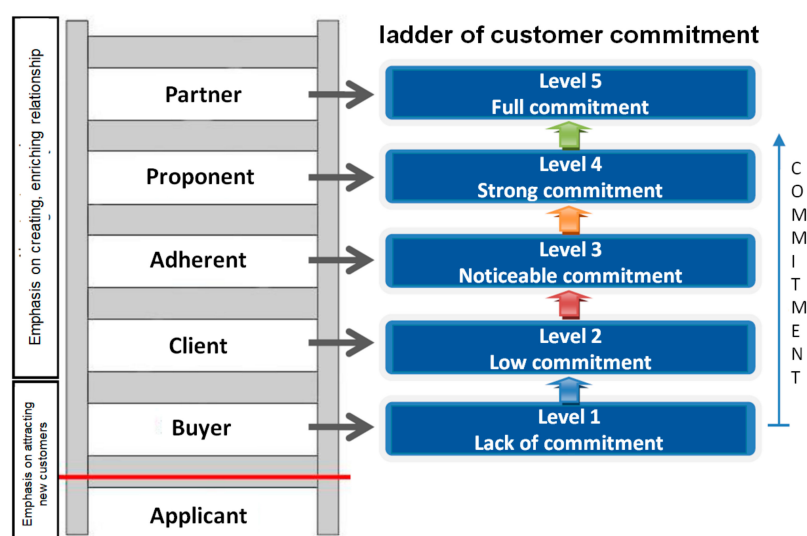 ladder of customer commitment
Emphasis on creating, enriching relationship
Emphasis on attracting
new customers
Partner
Proponent
Adherent
Client
Buyer
Applicant
Level 5
Full commitment
Level 4
Strong commitment
Level 3
Noticeable commitment
Level 2
Low commitment
Level 1
Lack of commitment
COMMITMENT